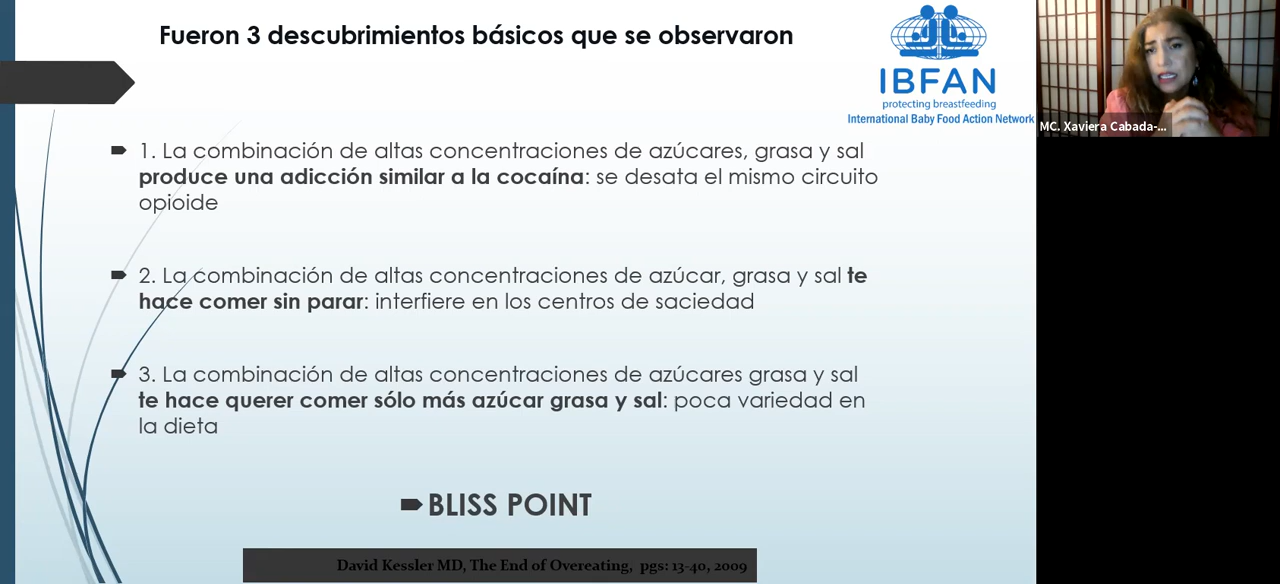 Fueron 3 descubrimientos básicos que se observaron
IBFAN
protecting breastfeeding
International Baby Food Action Network
MC. Xaviera Cabada-...
1. La combinación de altas concentraciones de azúcares, grasa y sal
produce una adicción similar a la cocaína: se desata el mismo circuito
opioide
2. La combinación de altas concentraciones de azúcar, grasa y sal te
hace comer sin parar: interfiere en los centros de saciedad
3. La combinación de altas concentraciones de azúcares grasa y sal
te hace querer comer sólo más azúcar grasa y sal: poca variedad en
la dieta
BLISS POINT
David Kessler MD, The End of Overeating, pgs: 13-40, 2009